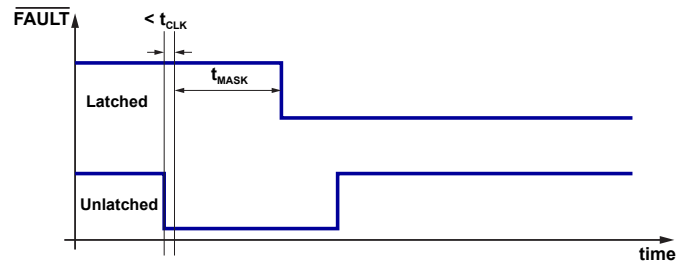 FAULT
< tCLK
tMASK
Latched
Unlatched
time